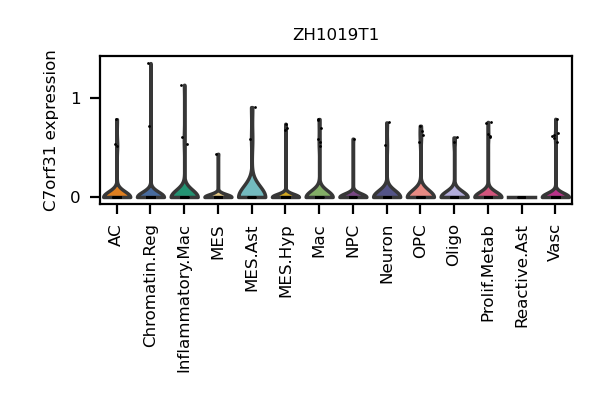 ZH1019T1
C7orf31 expression
1
0
AC
Chromatin.Reg
Inflammatory.Mac
MES
MES.Ast
MES.Hyp
Mac
NPC
Neuron
OPC
Oligo
Prolif.Metab
Reactive.Ast
Vasc